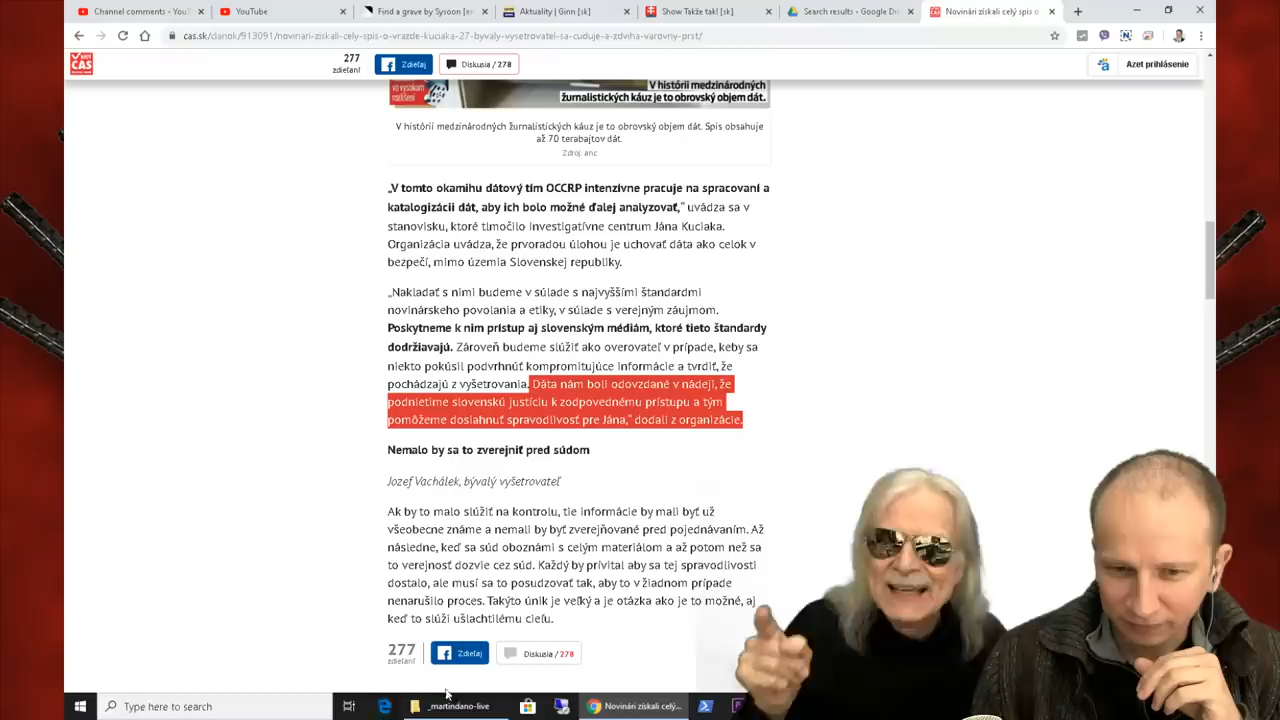 Channel comments - YouT
YouTube
Find a grave by Sysoon [en
Aktuality | Ginn [sk]
Show Takže tak! [sk]
Search results - Google Dis
Novinári získali celý spis o
cas.sk/clanok/913091/novinari-ziskali-cely-spis-o-vrazde-kuciaka-27-byvaly-vysetrovatel-sa-cuduje-a-zdviha-varovny-prst/
NOVÝ ČAS
277
zdieľaní
Zdieľaj
Diskusia / 278
Azet prihlásenie
vo vysokom
rozlíšení
V histórii medzinárodných
žurnalistických káuz je to obrovský objem dát.
V histórii medzinárodných žurnalistických káuz je to obrovský objem dát. Spis obsahuje
až 70 terabajtov dát.
Zdroj: anc
„V tomto okamihu dátový tím OCCRP intenzívne pracuje na spracovaní a
katalogizácii dát, aby ich bolo možné ďalej analyzovať,“ uvádza sa v
stanovisku, ktoré tlmočilo Investigatívne centrum Jána Kuciaka.
Organizácia uvádza, že prvoradou úlohou je uchovať dáta ako celok v
bezpečí, mimo územia Slovenskej republiky.
„Nakladať s nimi budeme v súlade s najvyššími štandardmi
novinárskeho povolania a etiky, v súlade s verejným záujmom.
Poskytneme k nim prístup aj slovenským médiám, ktoré tieto štandardy
dodržiavajú. Zároveň budeme slúžiť ako overovateľ v prípade, keby sa
niekto pokúsil podvrhnúť kompromitujúce informácie a tvrdiť, že
pochádzajú z vyšetrovania. Dáta nám boli odovzdané v nádeji, že
podnietime slovenskú justíciu k zodpovednému prístupu a tým
pomôžeme dosiahnuť spravodlivosť pre Jána,“ dodali z organizácie.
Nemalo by sa to zverejniť pred súdom
Jozef Vachálek, bývalý vyšetrovateľ
Ak by to malo slúžiť na kontrolu, tie informácie by mali byť už
všeobecne známe a nemali by byť zverejňované pred pojednávaním. Až
následne, keď sa súd oboznámi s celým materiálom a až potom než sa
to verejnosť dozvie cez súd. Každý by privítal aby sa tej spravodlivosti
dostalo, ale musí sa to posudzovať tak, aby to v žiadnom prípade
nenarušilo proces. Takýto únik je veľký a je otázka ako je to možné, aj
keď to slúži ušlachtilému cieľu.
277
zdieľaní
Zdieľaj
Diskusia / 278
Type here to search
_martindano-live
Novinári získali celý...